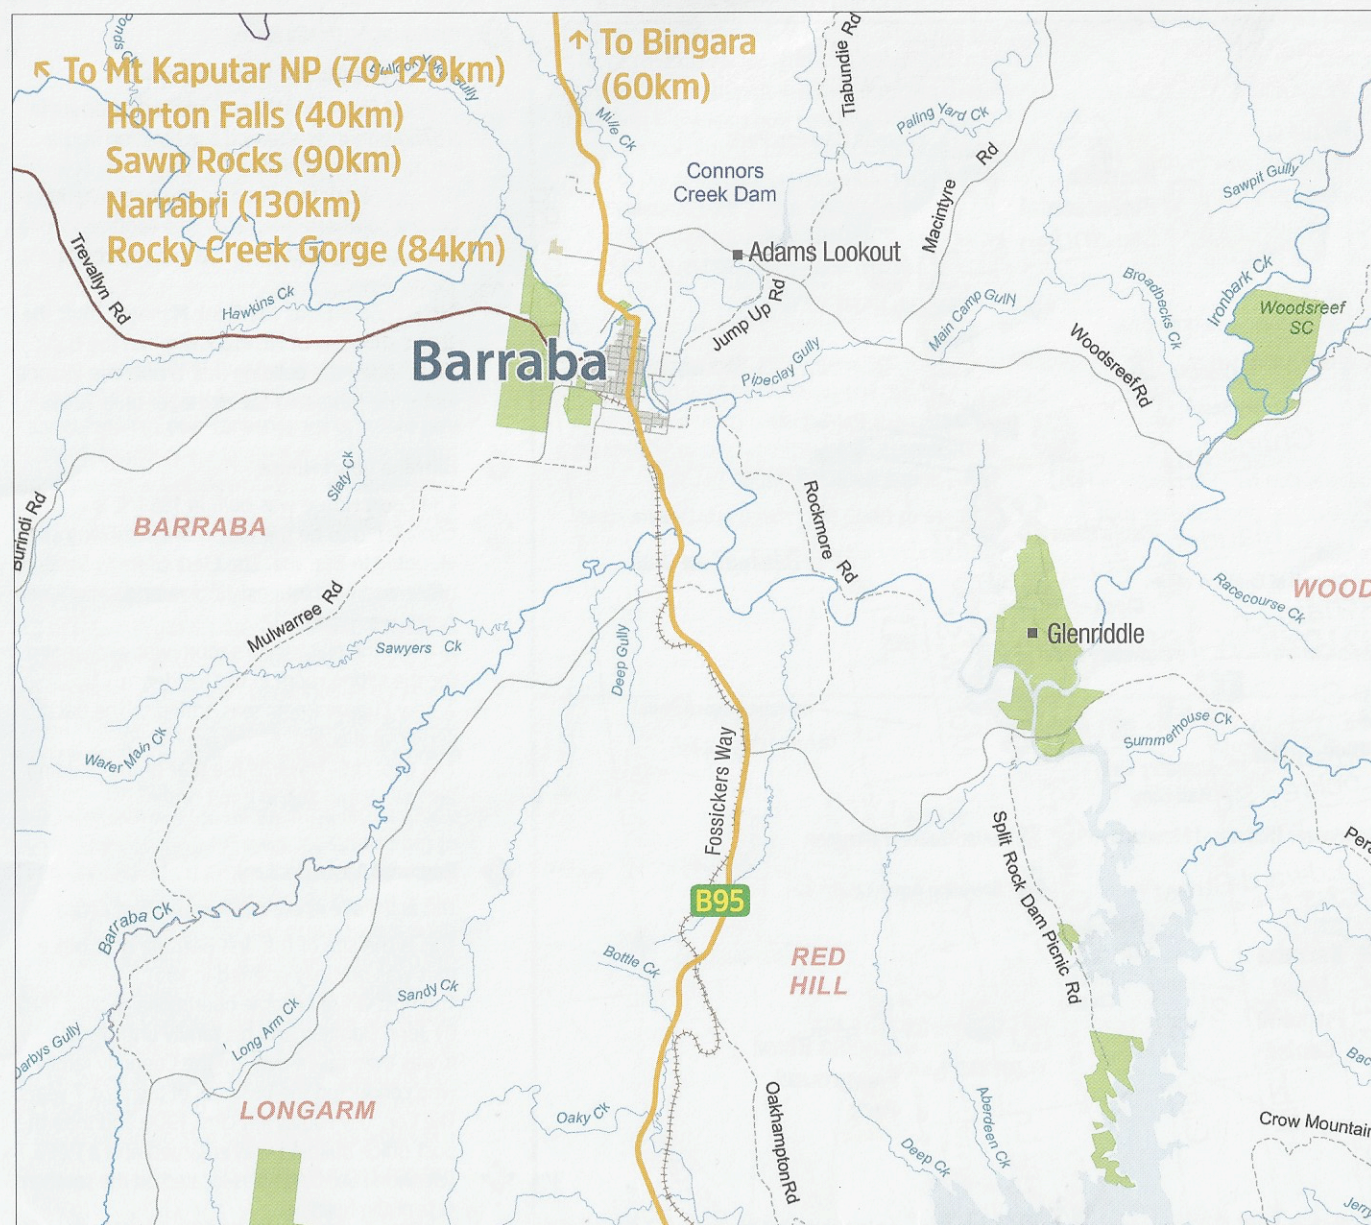 To Mt Kaputar NP (70-120km)
Horton Falls (40km)
Sawn Rocks (90km)
Narrabri (130km)
Rocky Creek Gorge (84km)
To Bingara
(60km)
Mille Ck
Tiabundie Rd
Paling Yard Ck
Connors
Creek Dam
Macintyre Rd
Sawpit Gully
Adams Lookout
Trevallyn Rd
Hawkins Ck
Jump Up Rd
Main Camp Gully
Broadbecks Ck
Ironbark Ck
Woodsreef
SC
Woodsreef Rd
Barraba
Pipeclay Gully
Slaty Ck
Burindi Rd
BARRABA
Rockmore Rd
Racecourse Ck
WOOD
Mulwarree Rd
Sawyers Ck
Deep Gully
Glenriddle
Water Main Ck
Fossickers Way
Summerhouse Ck
Split Rock Dam Picnic Rd
B95
Barraba Ck
Bottle Ck
RED
HILL
Sandy Ck
Long Arm Ck
Darbys Gully
LONGARM
Oaky Ck
Oakhampton Rd
Deep Ck
Aberdeen Ck
Crow Mountain